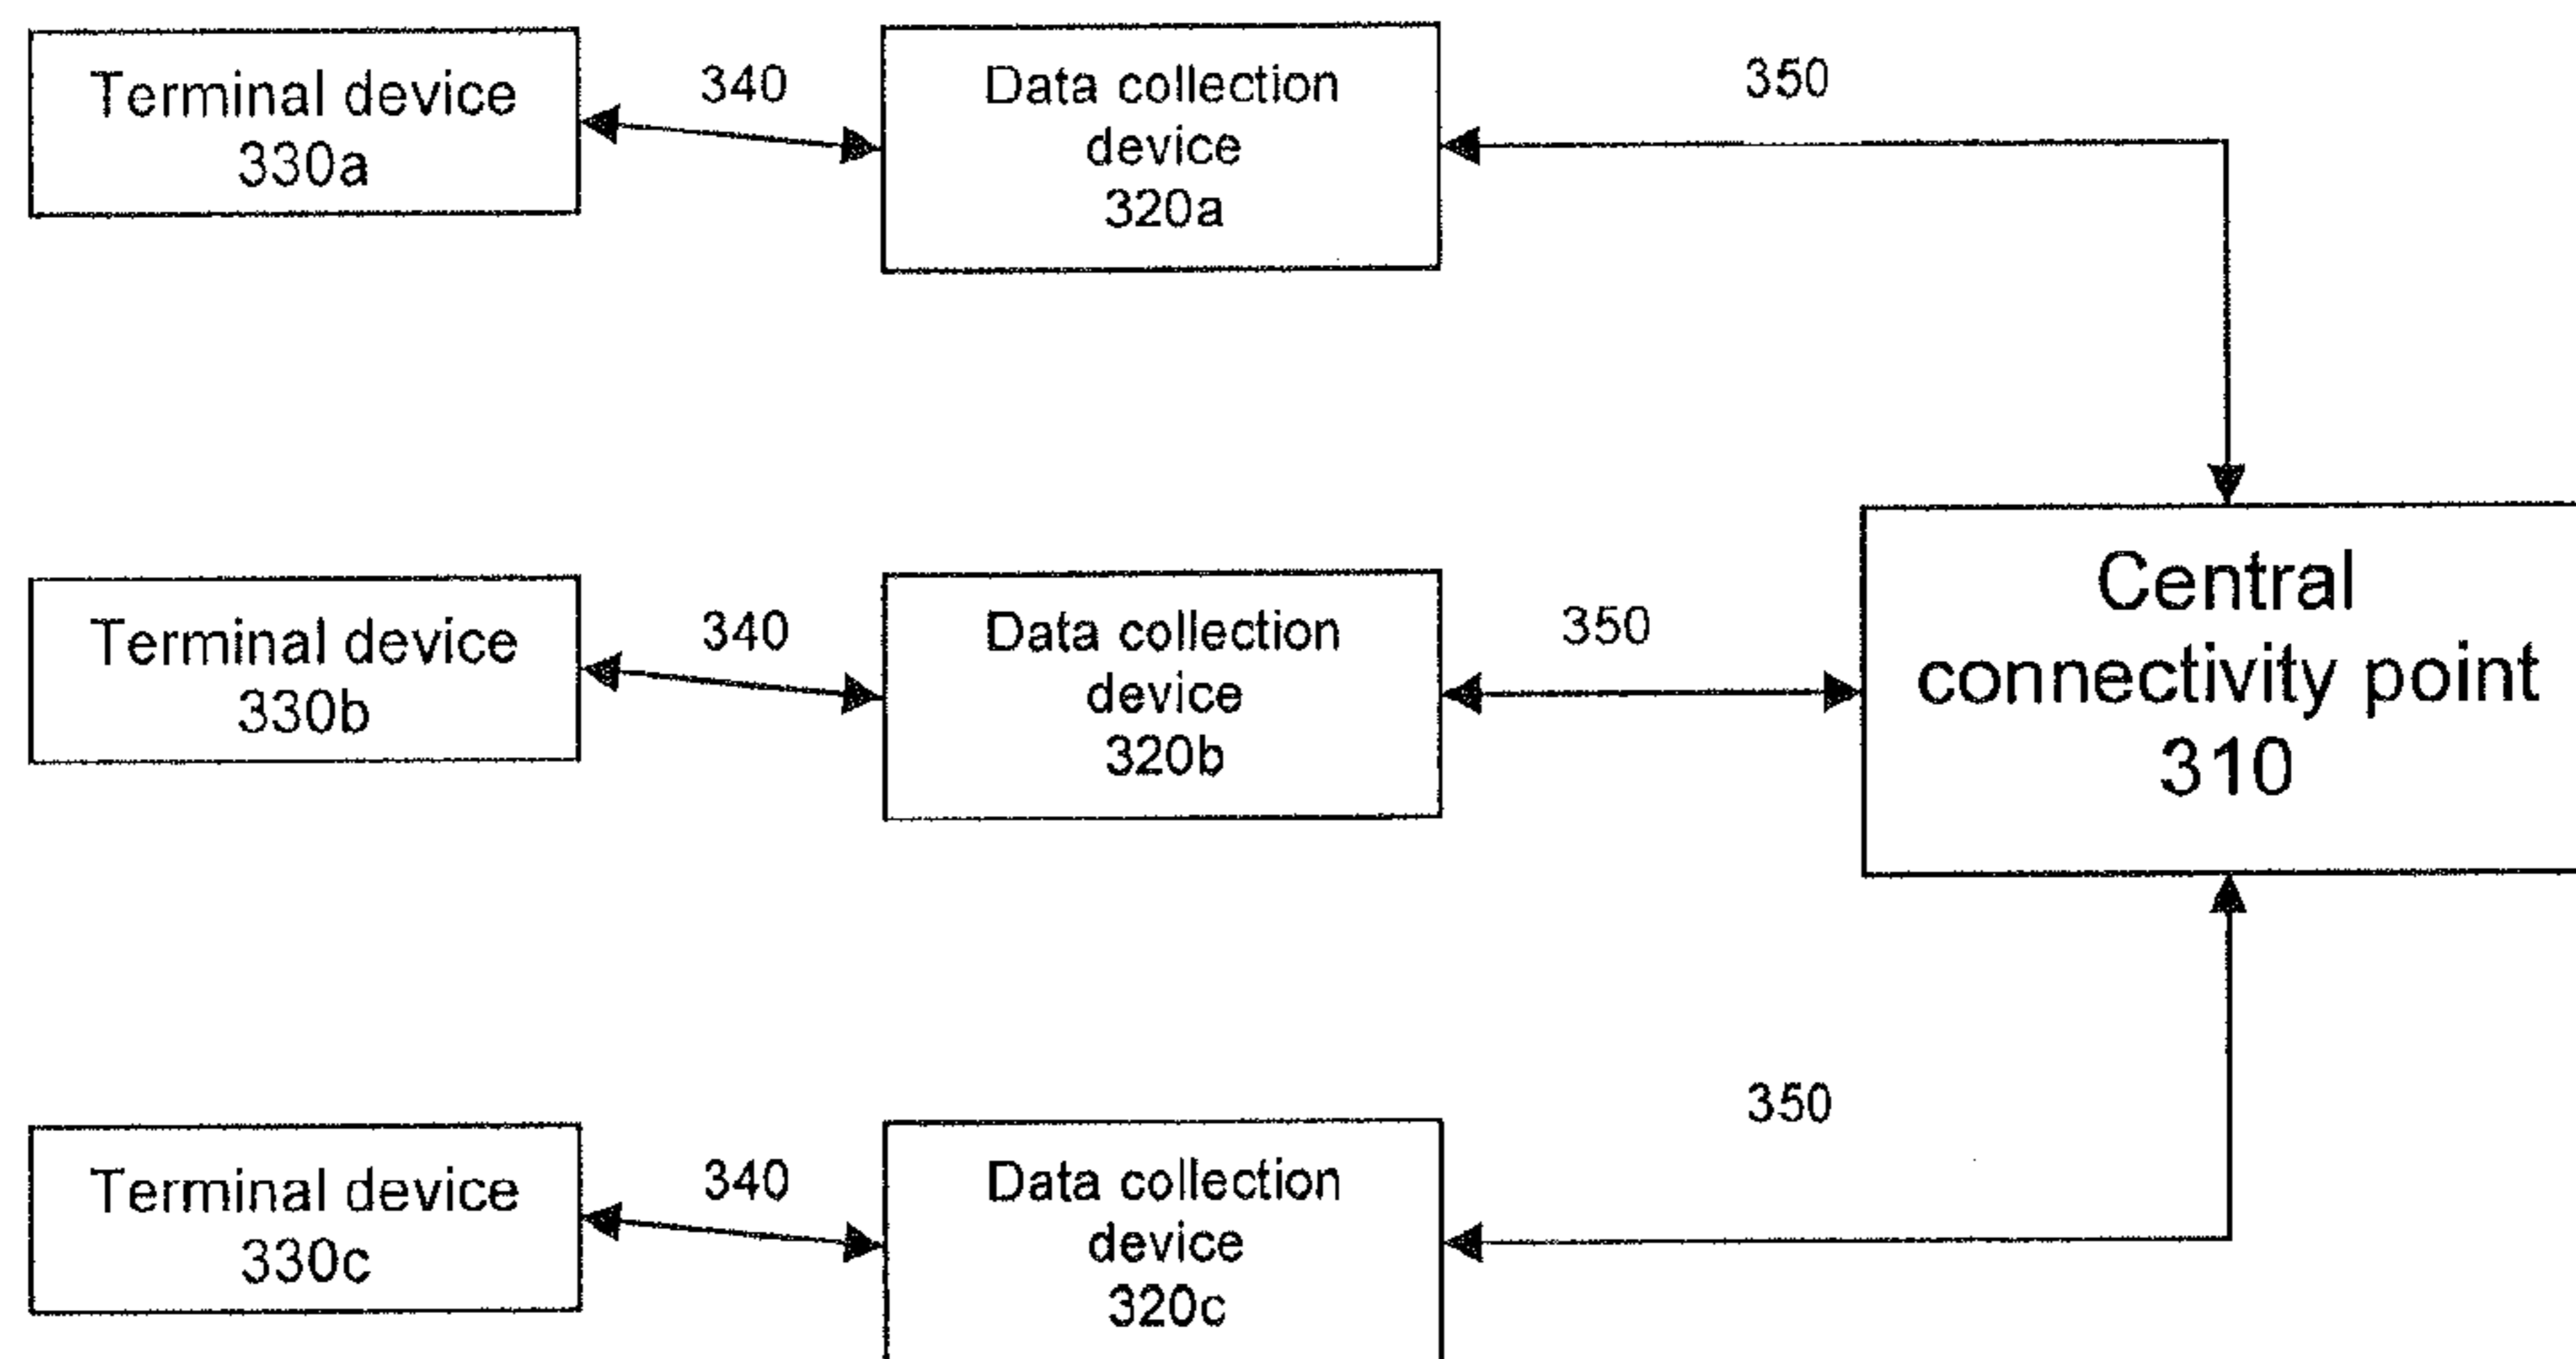 Terminal device
330a
340
Data collection
device
320a
350
Terminal device
330b
340
Data collection
device
320b
350
Central
connectivity point
310
Terminal device
330c
340
Data collection
device
320c
350